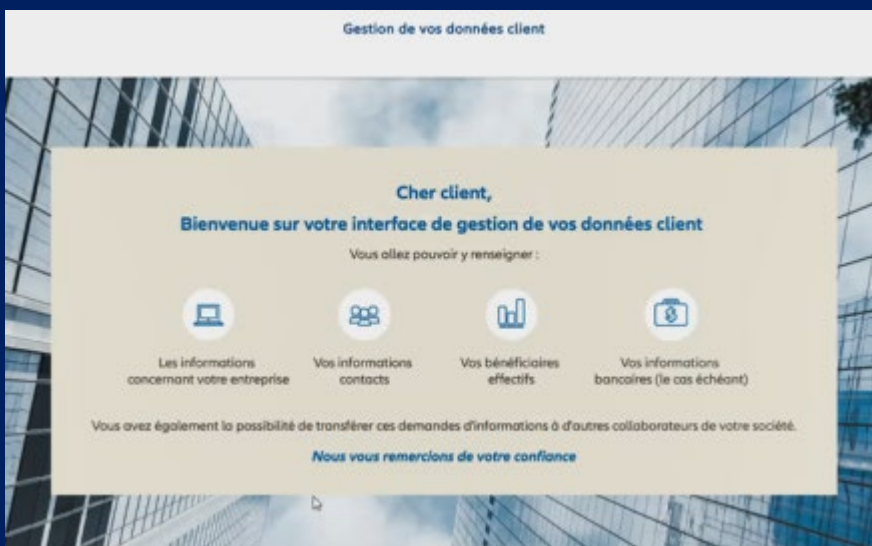 Gestion de vos données client
Cher client,
Bienvenue sur votre interface de gestion de vos données client
Vous allez pouvoir y renseigner :
Les informations
concernant votre entreprise
Vos informations
contacts
Vos bénéficiaires
effectifs
Vos informations
bancaires (le cas échéant)
Vous avez également la possibilité de transférer ces demandes d'informations à d'autres collaborateurs de votre société.
Nous vous remercions de votre confiance